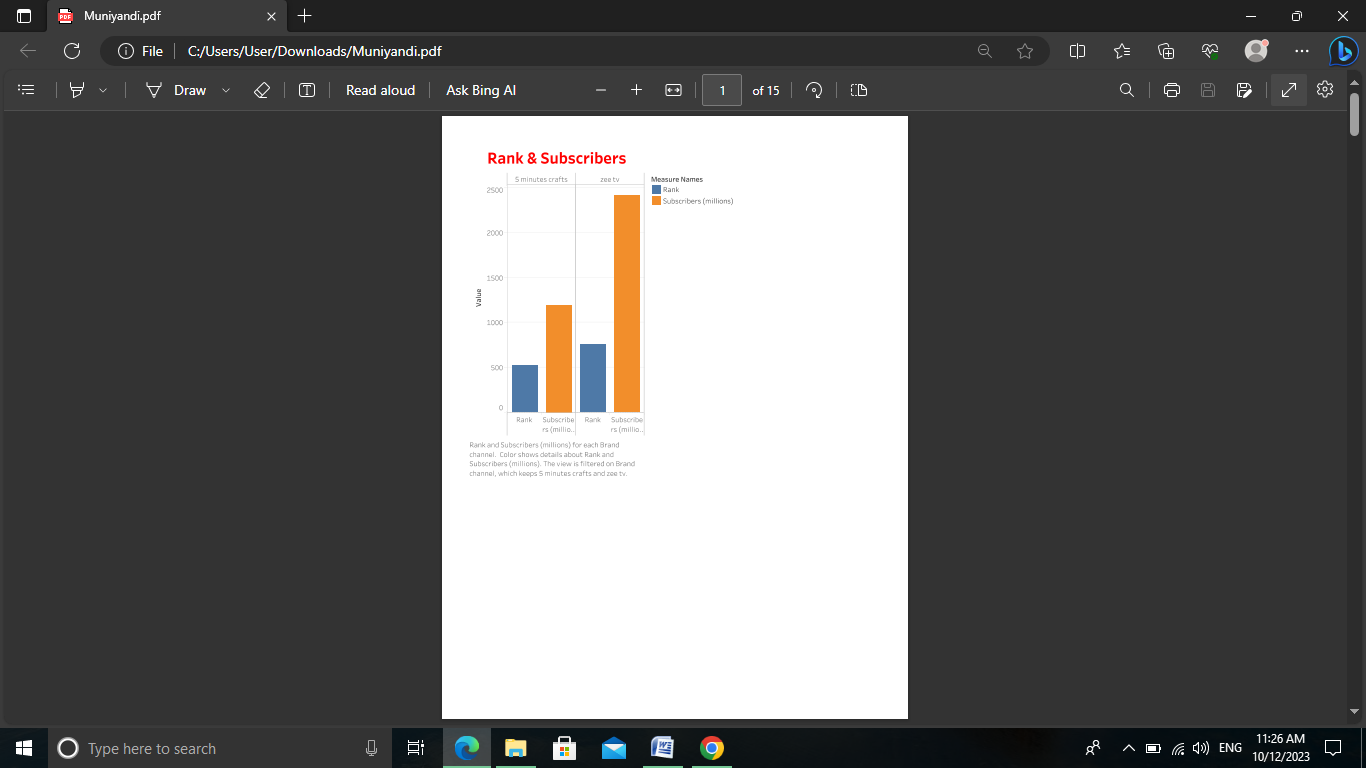 Muniyandi.pdf
File
C:/Users/User/Downloads/Muniyandi.pdf
Draw
Read aloud
Ask Bing AI
1
of 15
Rank & Subscribers
5 minutes crafts
zee tv
Measure Names
Rank
Subscribers (millions)
2500
2000
1500
1000
500
0
Value
Rank
Subscribe
rs (millio..
Rank
Subscribe
rs (millio..
Rank and Subscribers (millions) for each Brand
channel. Color shows details about Rank and
Subscribers (millions). The view is filtered on Brand
channel, which keeps 5 minutes crafts and zee tv.
Type here to search
ENG
11:26 AM
10/12/2023